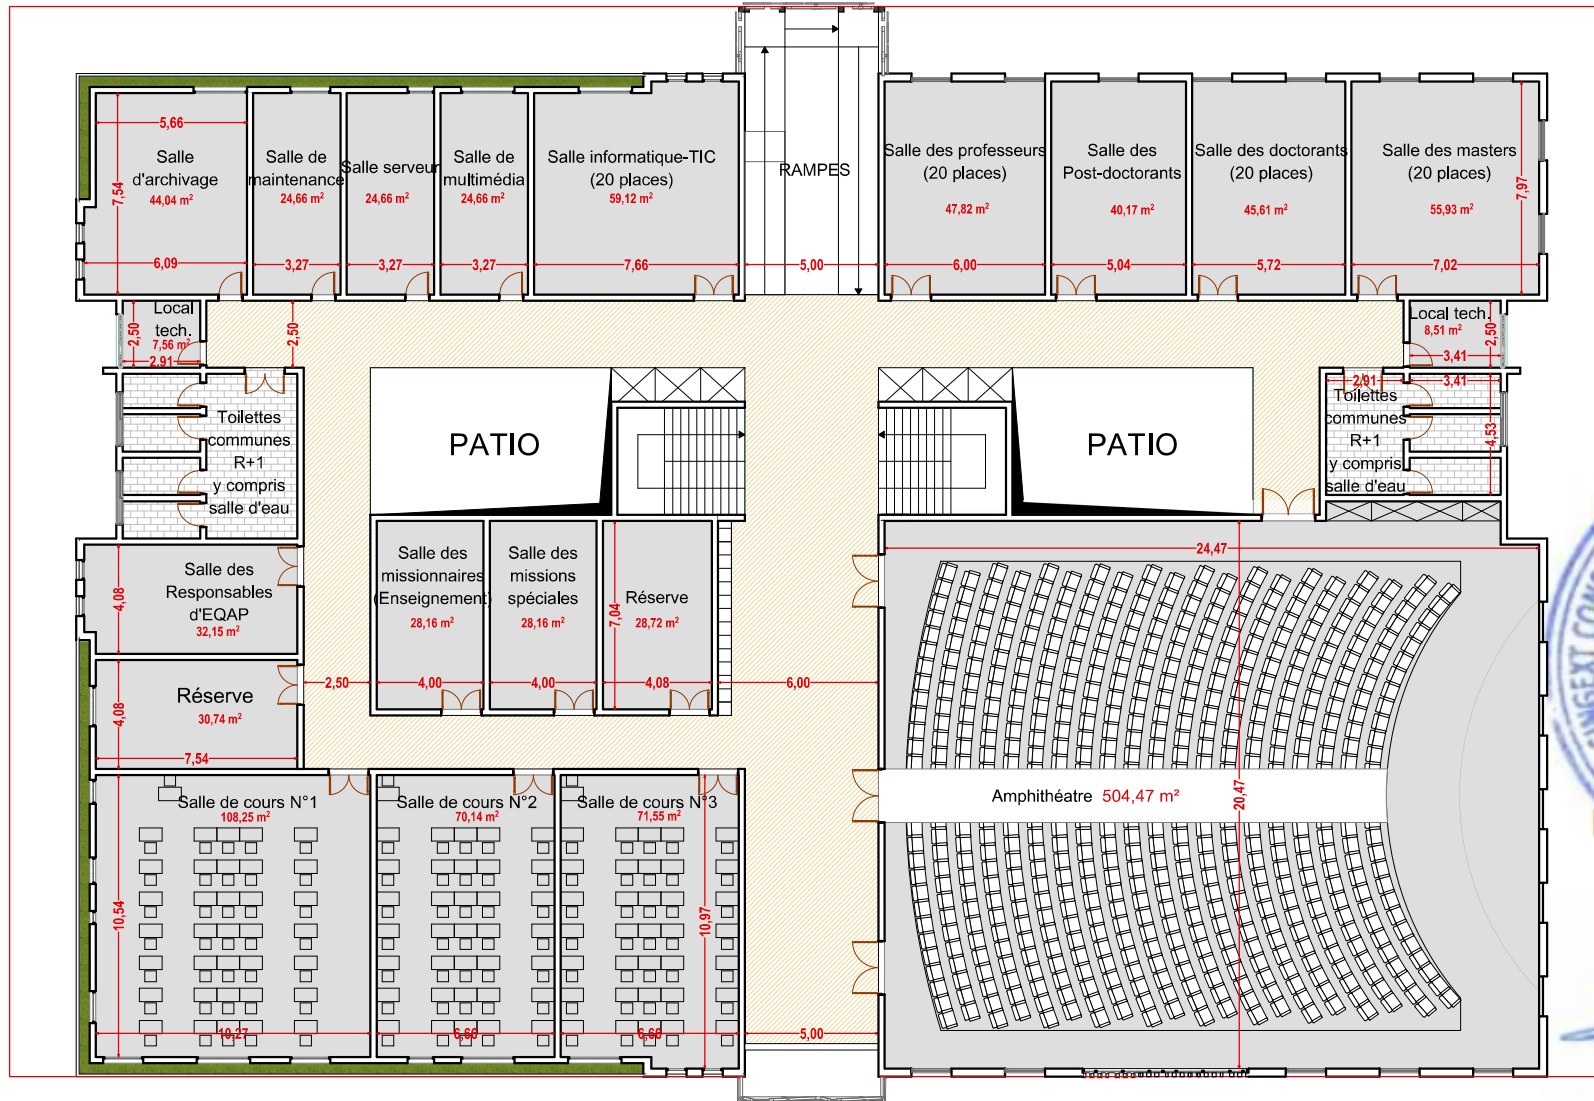 Salle
d'archivage
44,04 m²
5,66
7,54
6,09
Salle de
maintenance
24,66 m²
3,27
Salle serveur
24,66 m²
3,27
Salle de
multimédia
24,66 m²
3,27
Salle informatique-TIC
(20 places)
59,12 m²
7,66
RAMPES
5,00
Salle des professeurs
(20 places)
47,82 m²
6,00
Salle des
Post-doctorants
40,17 m²
5,04
Salle des doctorants
(20 places)
45,61 m²
5,72
Salle des masters
(20 places)
55,93 m²
7,97
7,02
Local
tech.
7,56 m²
2,50
2,91
2,50
Local tech.
8,51 m²
2,50
3,41
Toilettes
communes
R+1
y compris
salle d'eau
PATIO
PATIO
2,91
3,41
Toilettes
communes
R+1
y compris
salle d'eau
4,53
Salle des
Responsables
d'EQAP
32,15 m²
4,08
Salle des
missionnaires
(Enseignement)
28,16 m²
4,00
Salle des
missions
spéciales
28,16 m²
4,00
Réserve
28,72 m²
7,04
4,08
24,47
Réserve
30,74 m²
4,08
7,54
2,50
6,00
Salle de cours N°1
108,25 m²
10,54
10,27
Salle de cours N°2
70,14 m²
6,66
Salle de cours N°3
71,55 m²
10,97
6,66
5,00
Amphithéatre 504,47 m²
20,47